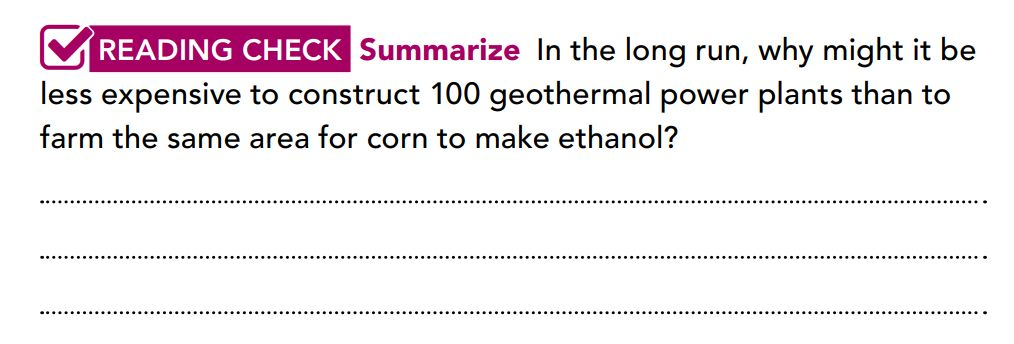 READING CHECK Summarize In the long run, why might it be
less expensive to construct 100 geothermal power plants than to
farm the same area for corn to make ethanol?